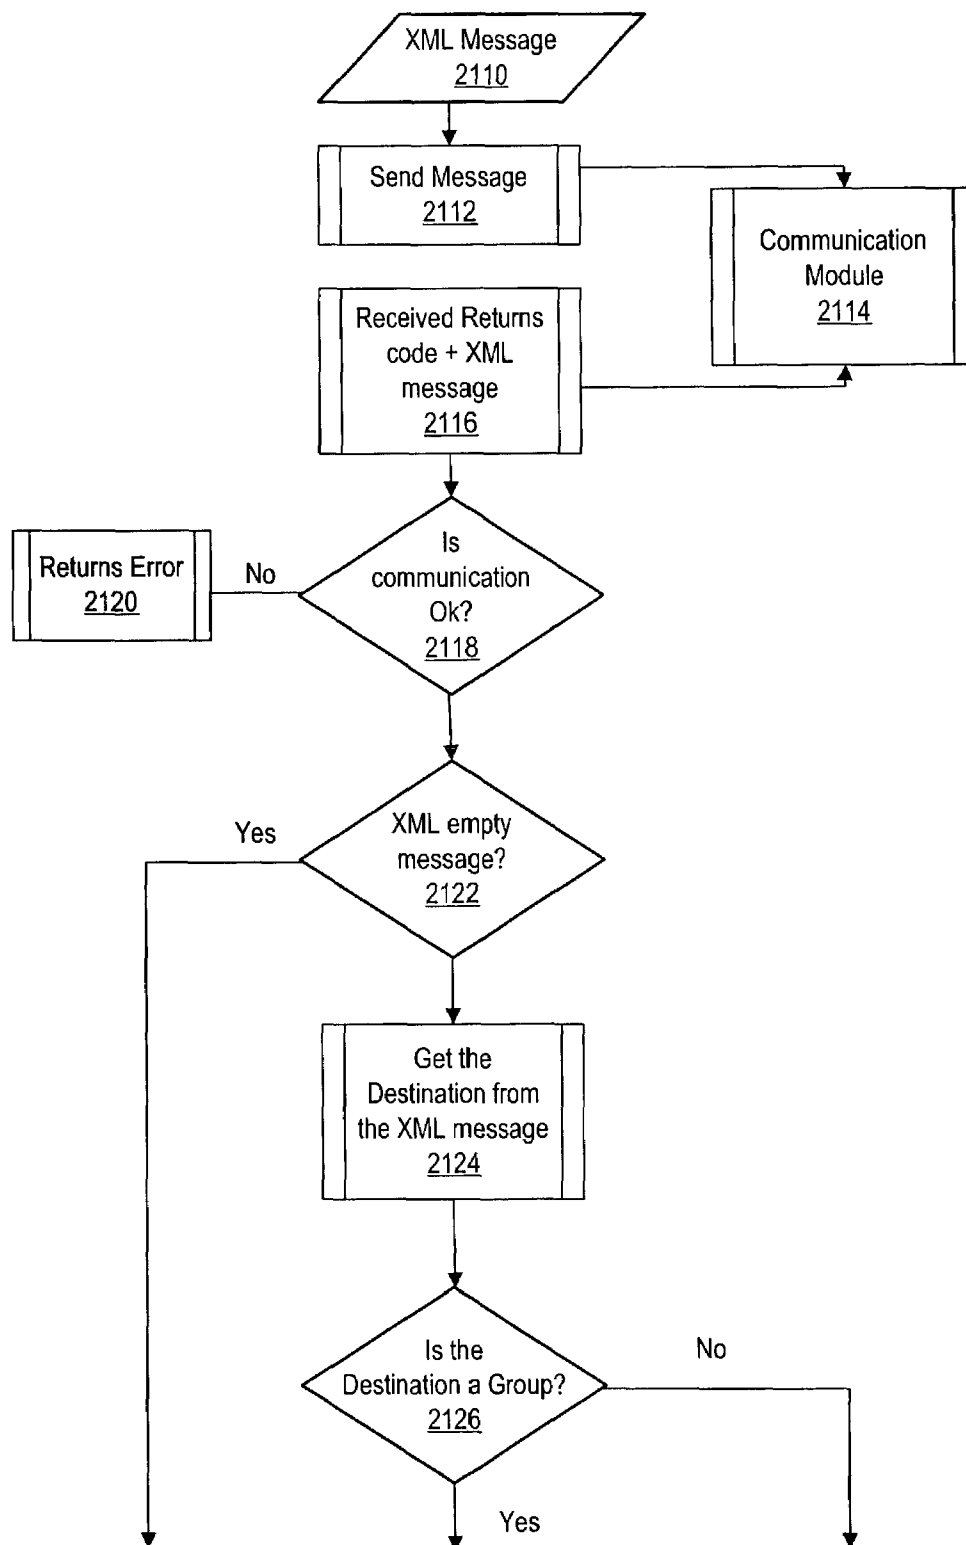 XML Message
2110
Send Message
2112
Communication
Module
2114
Received Returns
code + XML
message
2116
Is
communication
Ok?
2118
No
Returns Error
2120
XML empty
message?
2122
Yes
Get the
Destination from
the XML message
2124
Is the
Destination a Group?
2126
No
Yes